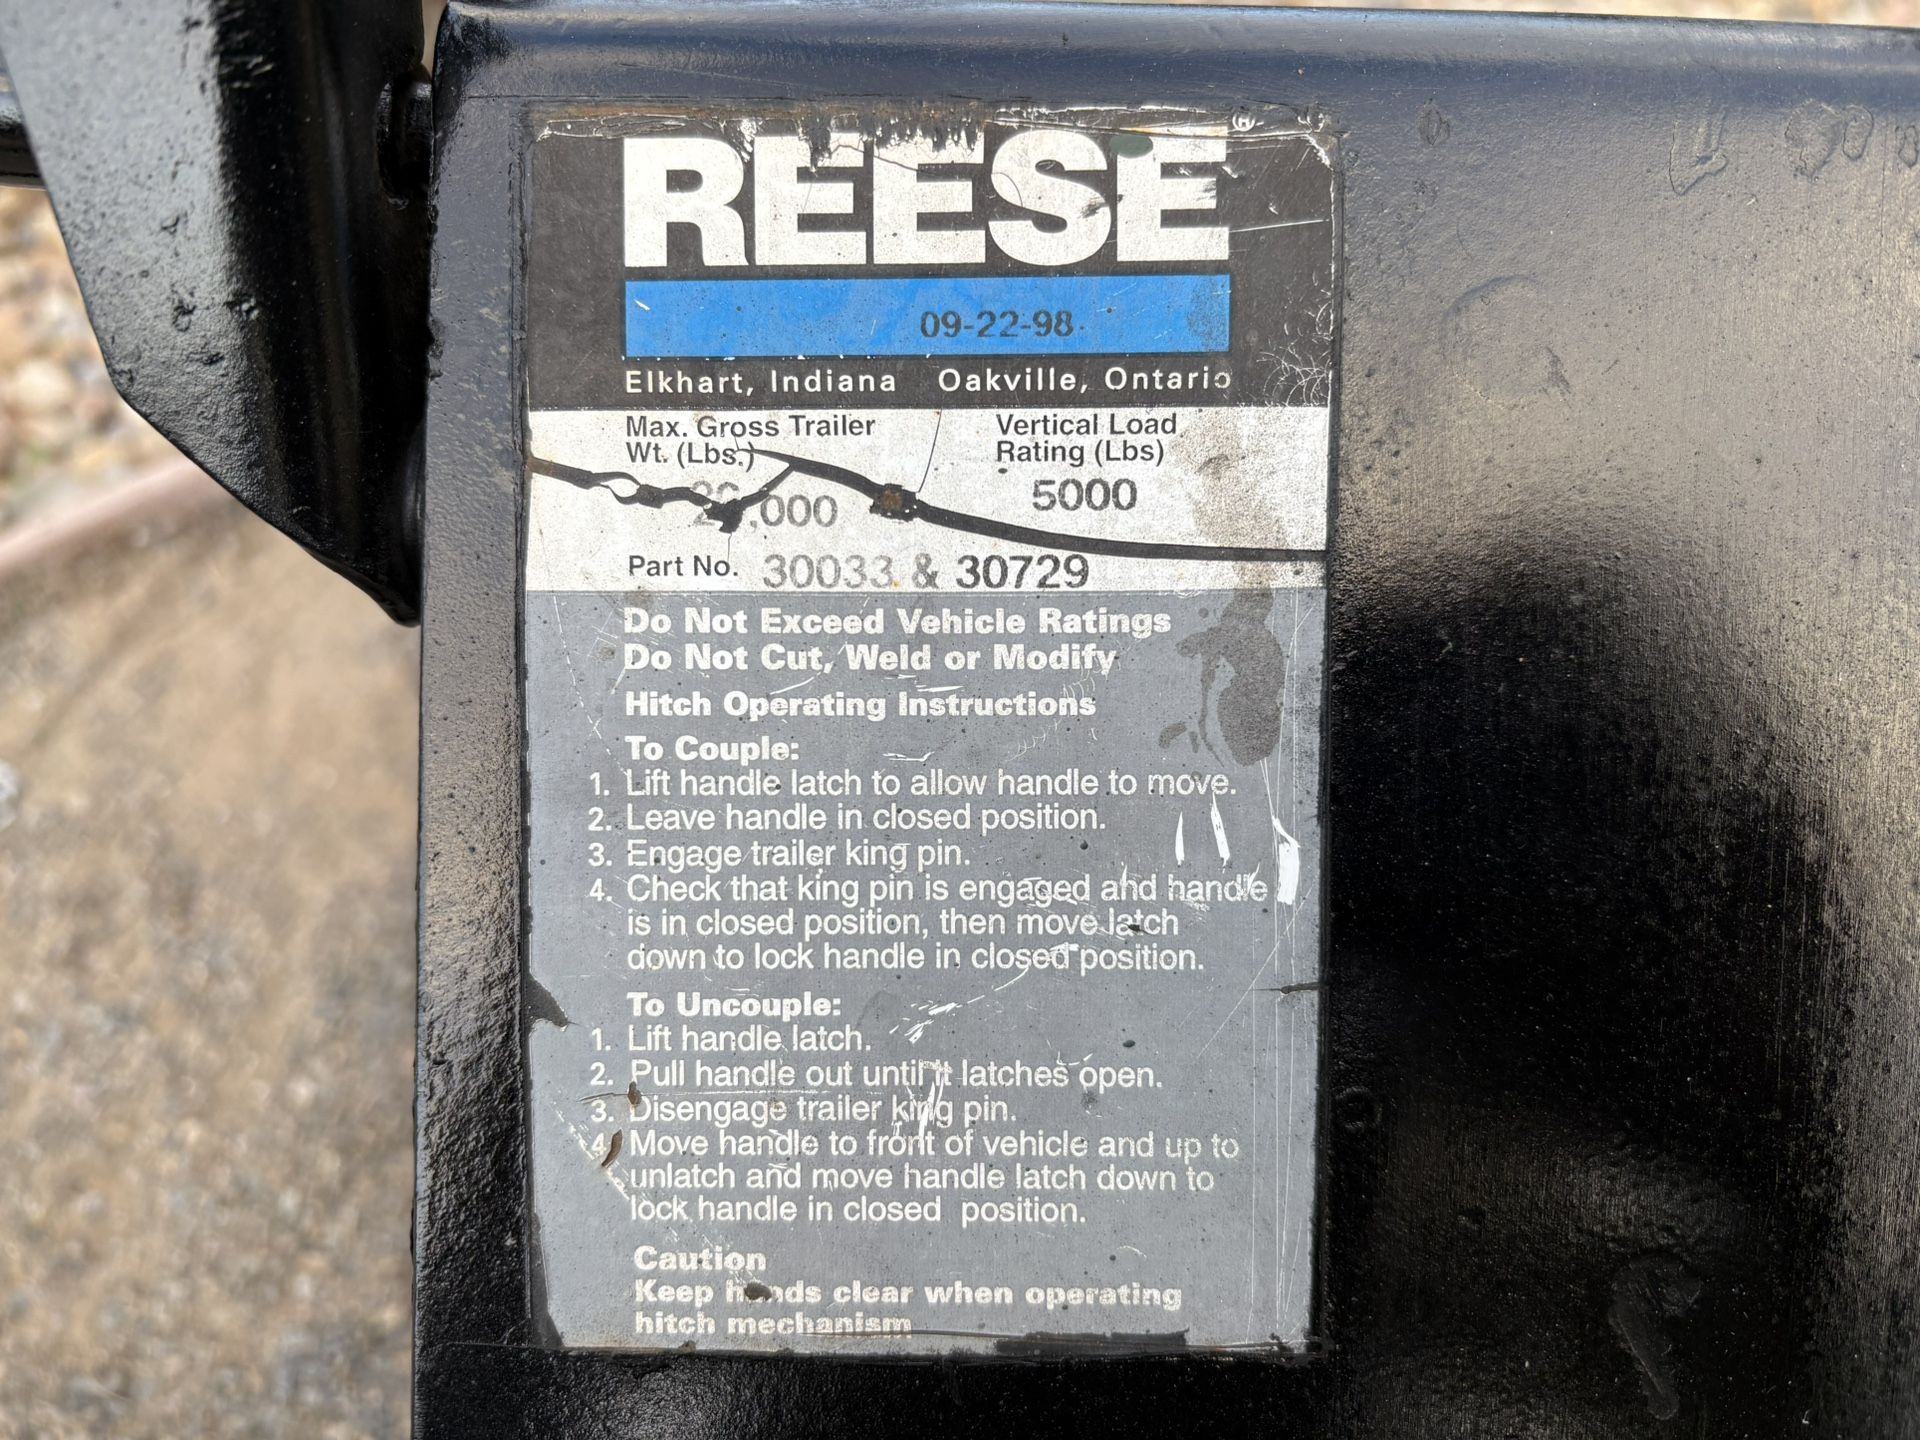 REESE®
09-22-98
Elkhart, Indiana Oakville, Ontario
Max. Gross Trailer Vertical Load
Wt. (Lbs.) Rating (Lbs)
5000
Part No. 30033 & 30729
Do Not Exceed Vehicle Ratings
Do Not Cut, Weld or Modify
Hitch Operating Instructions
To Couple:
1. Lift handle latch to allow handle to move.
2. Leave handle in closed position.
3. Engage trailer king pin.
4. Check that king pin is engaged and handle
is in closed position, then move latch
down to lock handle in closed position.
To Uncouple:
1. Lift handle latch.
2. Pull handle out until it latches open.
3. Disengage trailer king pin.
4. Move handle to front of vehicle and up to
unlatch and move handle latch down to
lock handle in closed position.
Caution
Keep hands clear when operating
hitch mechanism